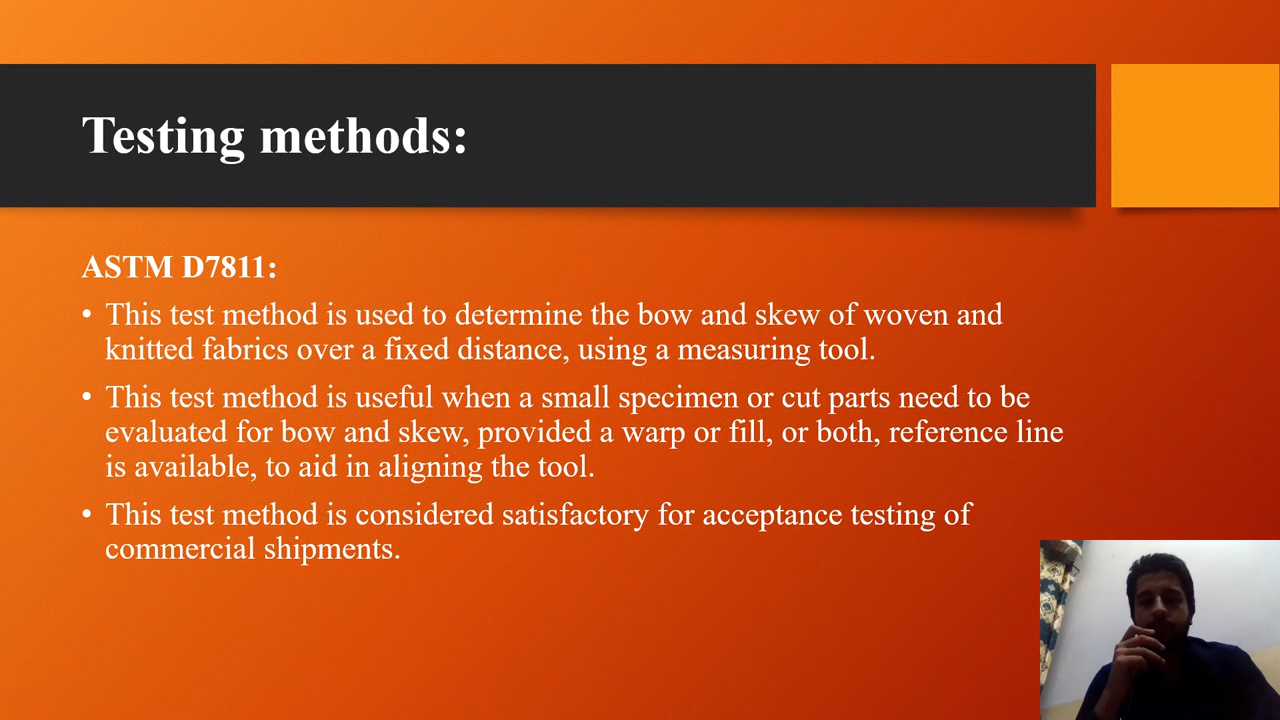 Testing methods:
ASTM D7811:
• This test method is used to determine the bow and skew of woven and
knitted fabrics over a fixed distance, using a measuring tool.
• This test method is useful when a small specimen or cut parts need to be
evaluated for bow and skew, provided a warp or fill, or both, reference line
is available, to aid in aligning the tool.
• This test method is considered satisfactory for acceptance testing of
commercial shipments.